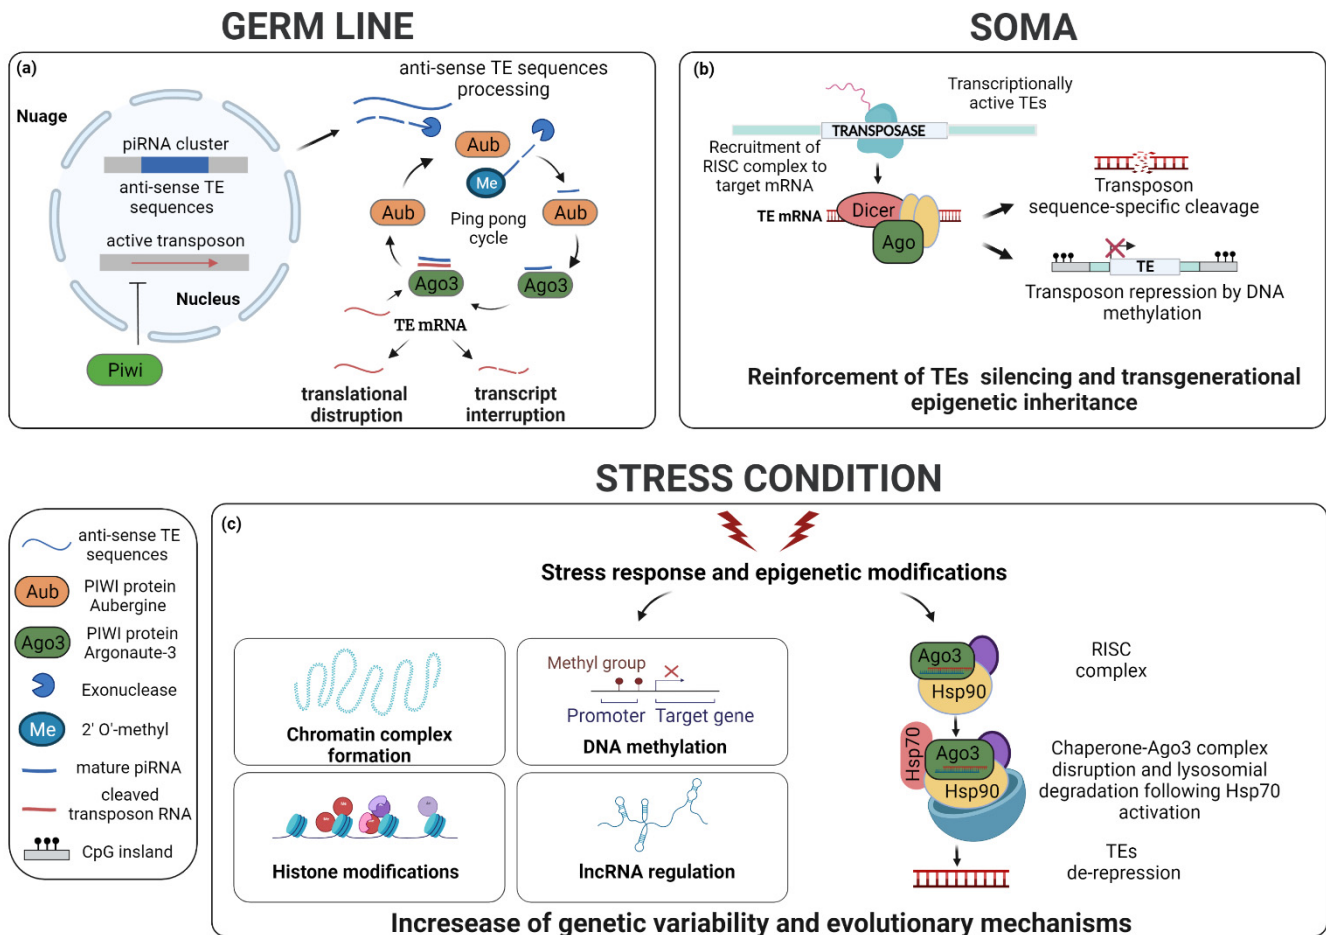 GERM LINE
(a)
Nuage
piRNA cluster
anti-sense TE
sequences
active transposon
Nucleus
Piwi
anti-sense TE sequences
processing
Aub
Me
Aub
Aub
Ping pong
cycle
Ago3
Ago3
TE mRNA
translational
distruption
transcript
interruption
SOMA
(b)
Transcriptionally
active TEs
TRANSPOSASE
Recruitment of
RISC complex to
target mRNA
TE mRNA
Dicer
Ago
Transposon
sequence-specific cleavage
TE
Transposon repression by DNA
methylation
Reinforcement of TEs silencing and transgenerational
epigenetic inheritance
STRESS CONDITION
anti-sense TE
sequences
Aub
PIWI protein
Aubergine
Ago3
PIWI protein
Argonaute-3
Exonuclease
Me
2' O'-methyl
mature piRNA
cleaved
transposon RNA
CpG insland
(c)
Stress response and epigenetic modifications
Chromatin complex
formation
Methyl group
Promoter
Target gene
DNA methylation
Histone modifications
lncRNA regulation
Ago3
Hsp90
RISC
complex
Hsp70
Ago3
Hsp90
Chaperone-Ago3 complex
disruption and lysosomial
degradation following Hsp70
activation
TEs
de-repression
Incresease of genetic variability and evolutionary mechanisms